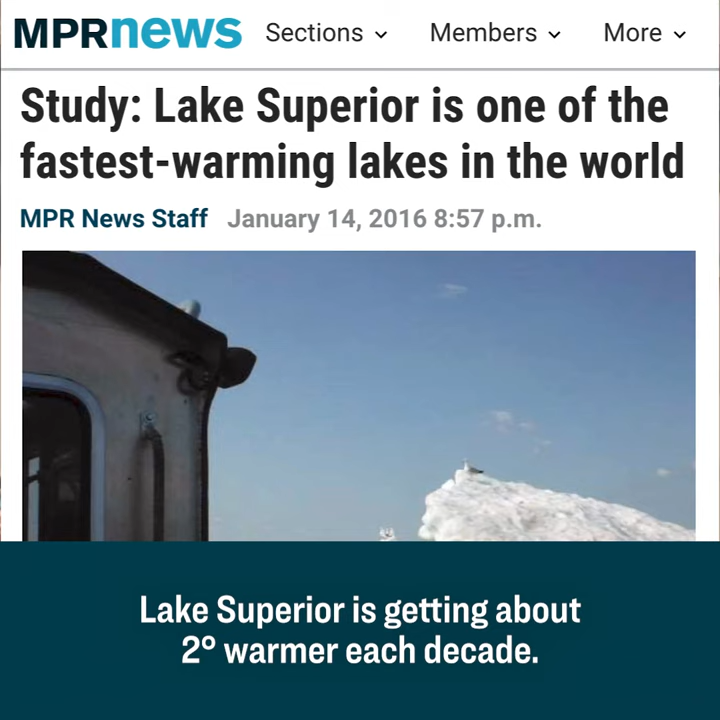 MPRnews Sections Members More
Study: Lake Superior is one of the
fastest-warming lakes in the world
MPR News Staff January 14, 2016 8:57 p.m.
Lake Superior is getting about
2° warmer each decade.